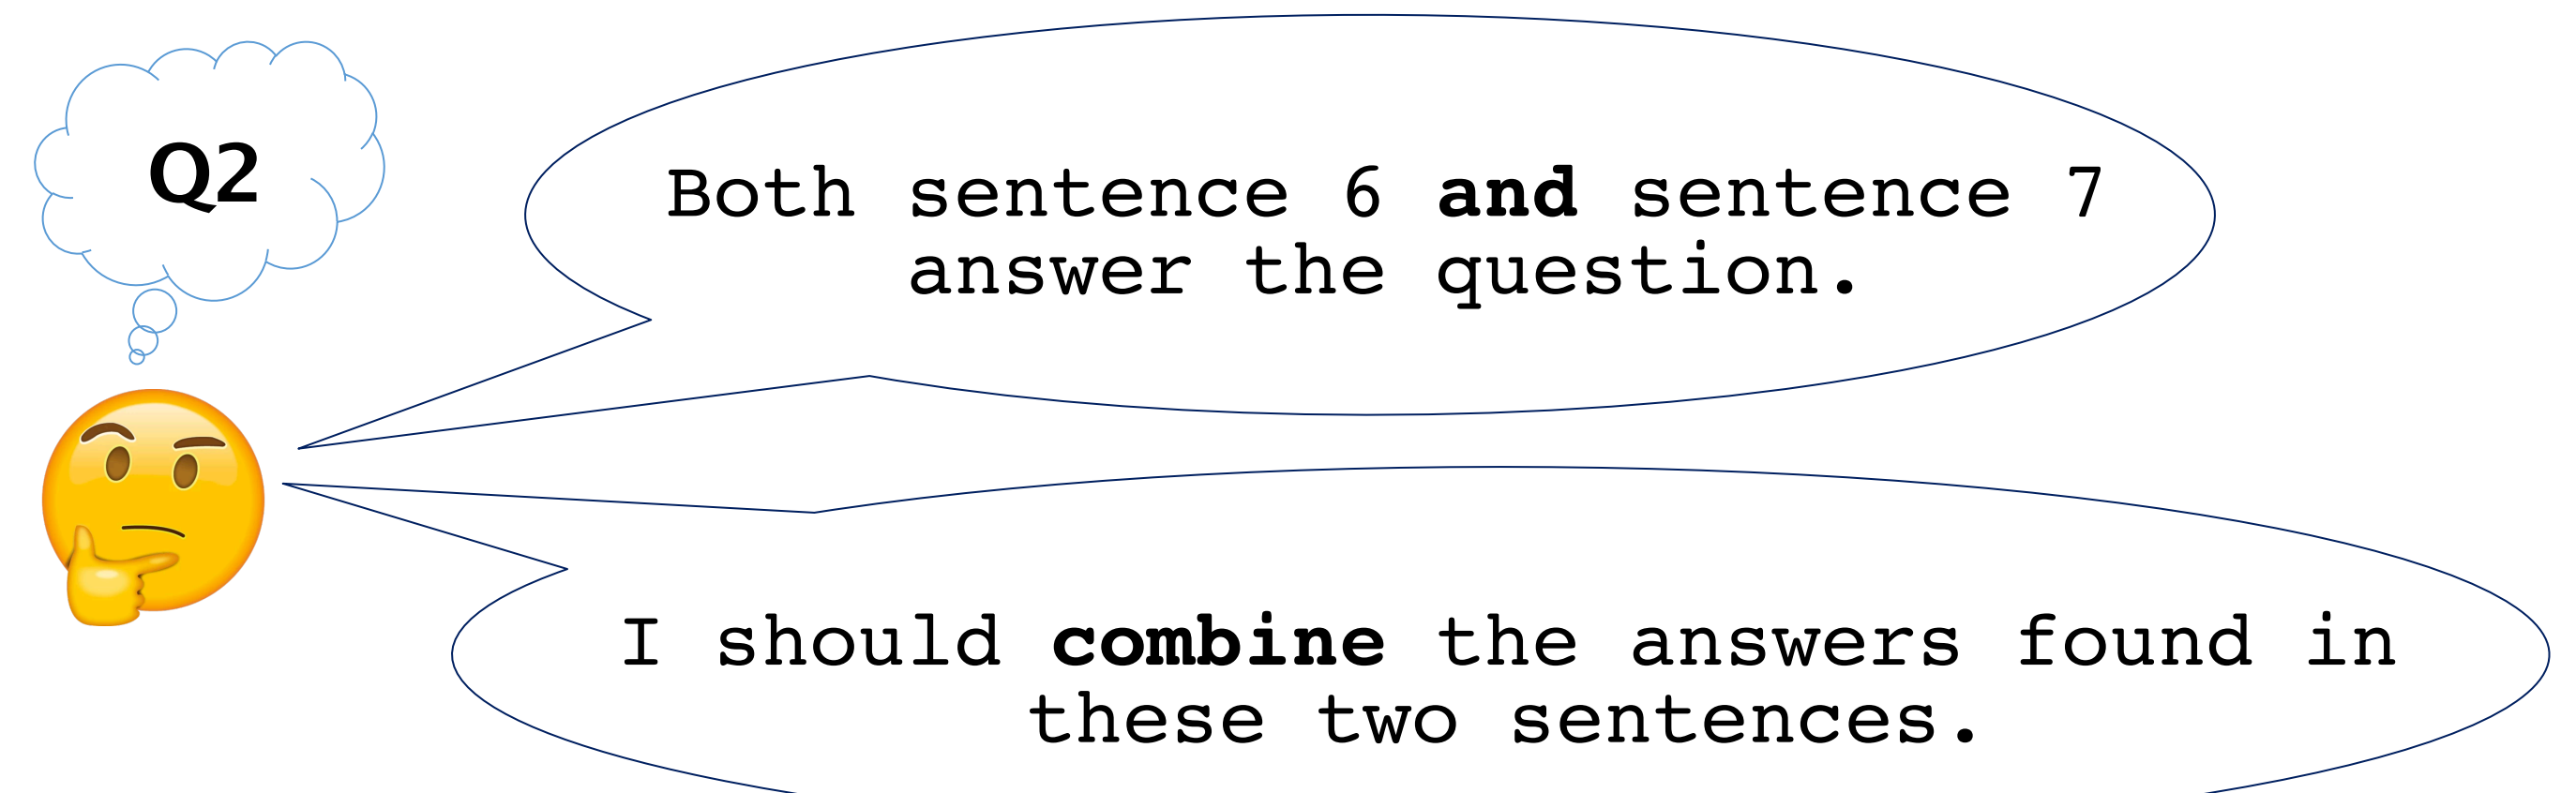 Q2
Both sentence 6 and sentence 7
answer the question.
I should combine the answers found in
these two sentences.